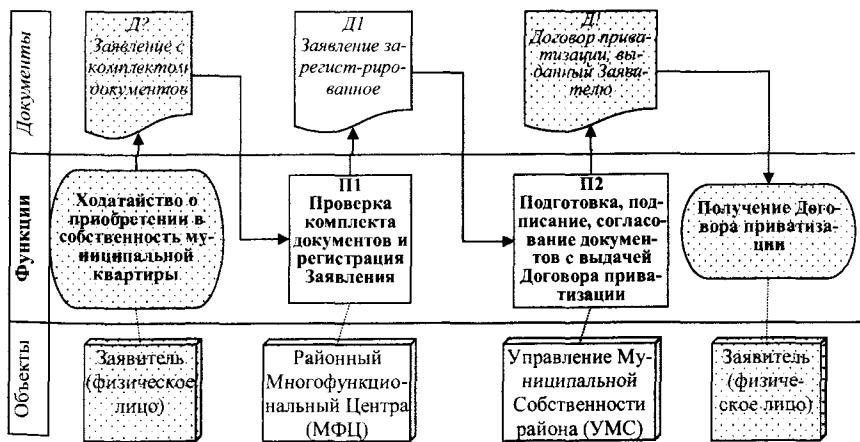 Документы
Д?
Заявление с
комплектом
документов
Д1
Заявление за-
регист-риро-
ванное
Д!
Договор прива-
тизации, вы-
данный Заяви-
телю
Функции
Ходатайство о
приобретении в
собственность му-
ниципальной
квартиры
П1
Проверка
комплекта
документов и
регистрация
Заявления
П2
Подготовка, под-
писание, согласо-
вание документ-
ов с выдачей
Договора прива-
тизации
Получение Дого-
вора приватиза-
ции
Объекты
Заявитель
(физическое
лицо)
Районный
Многофункцио-
нальный Центра
(МФЦ)
Управление Му-
ниципальной
Собственности
района (УМС)
Заявитель
(физиче-
ское лицо)